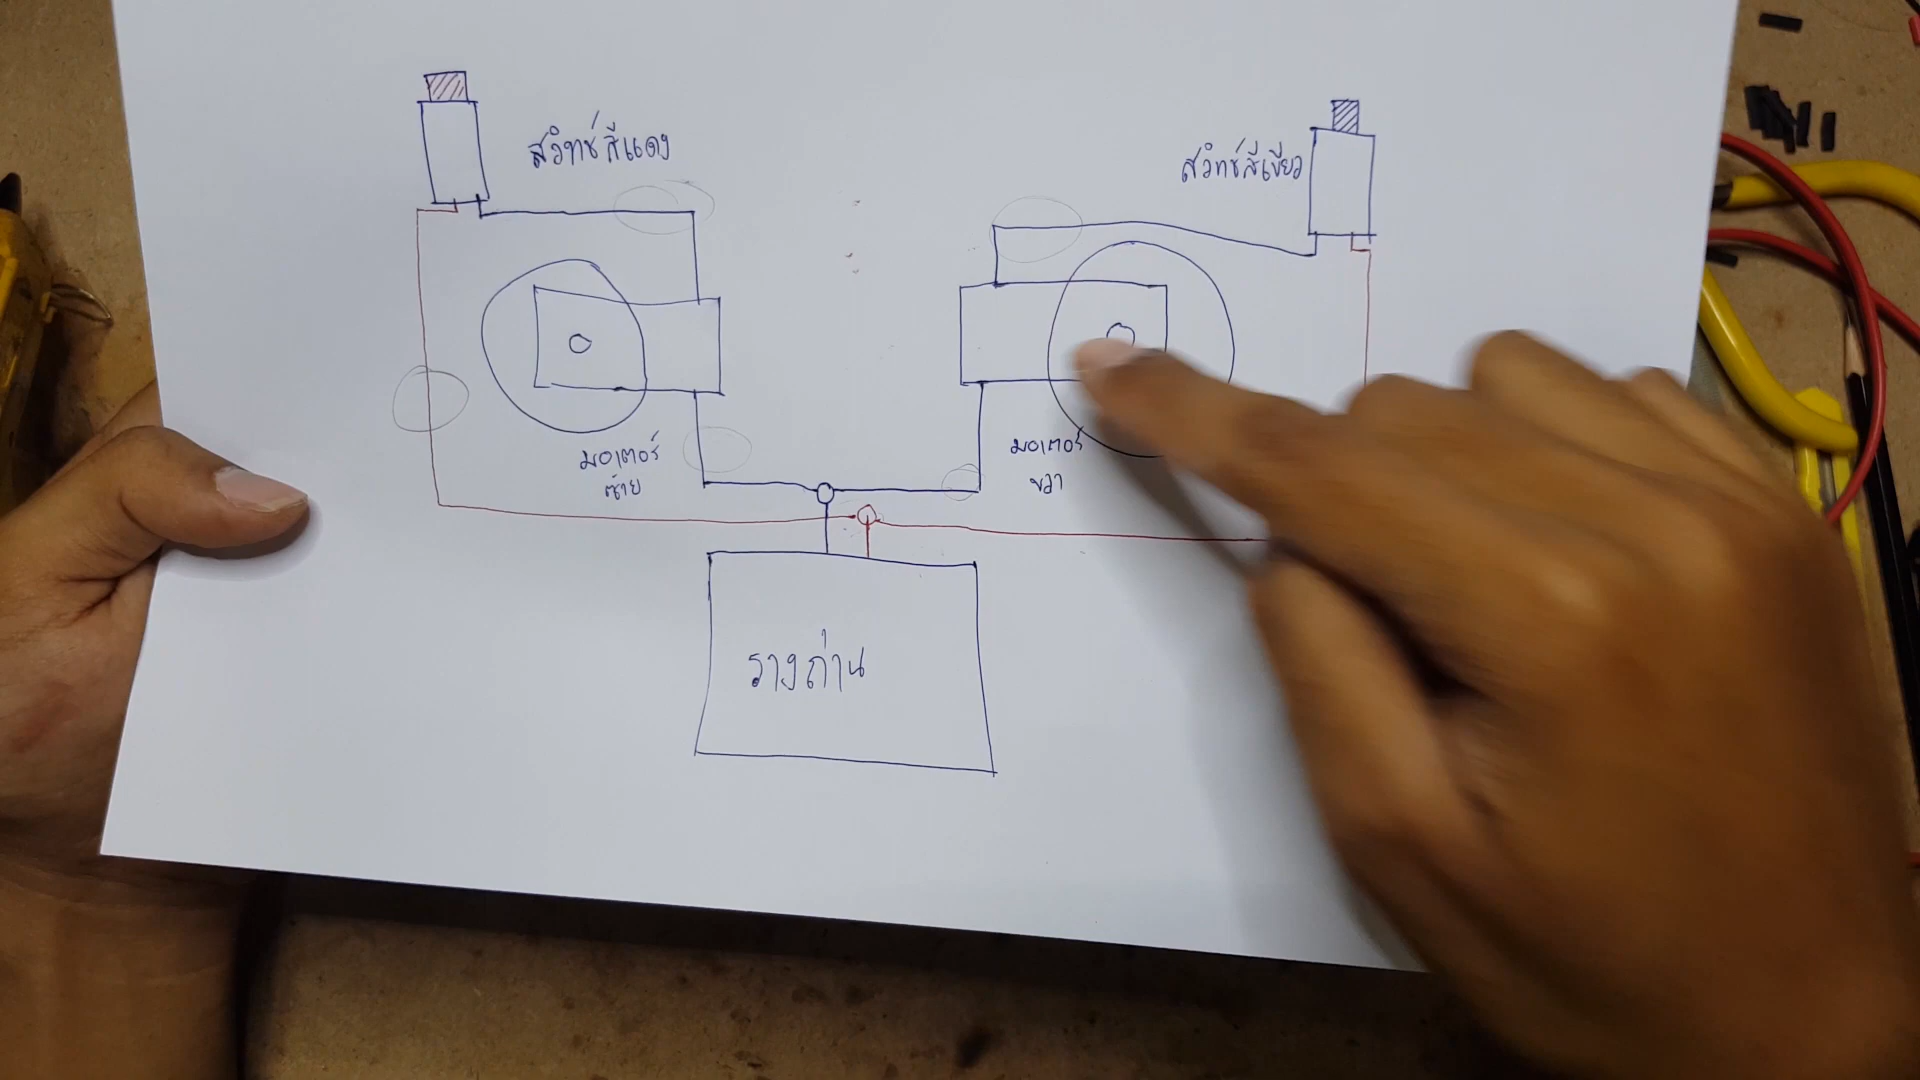 สวิทช์สีแดง
สวิทช์สีเขียว
มอเตอร์
ซ้าย
มอเตอร์
ขวา
รางถ่าน